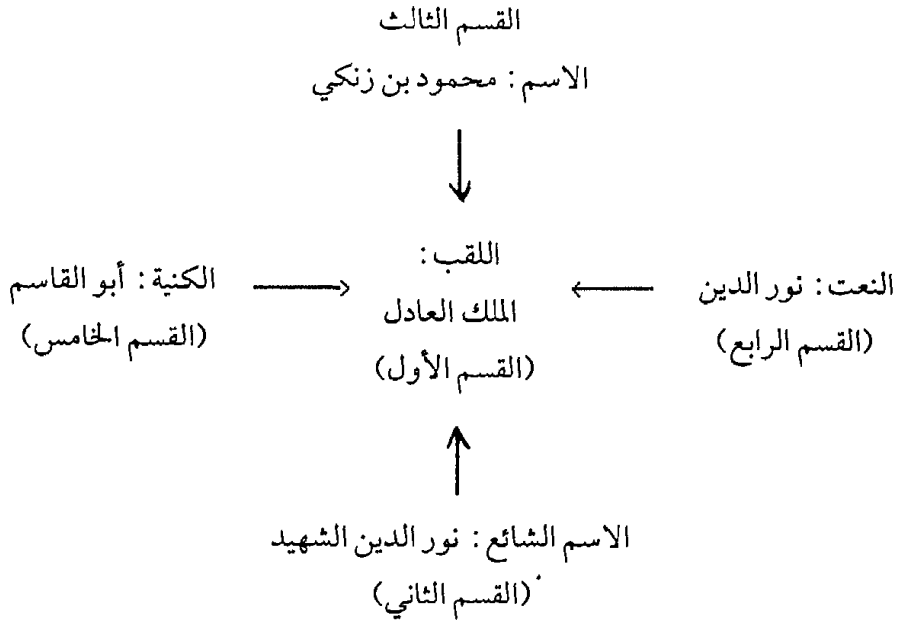 القسم الثالث
الاسم : محمود بن زنكي
اللقب :
الملك العادل
(القسم الأول)
النعت : نور الدين
(القسم الرابع)
الكنية : أبو القاسم
(القسم الخامس)
الاسم الشائع : نور الدين الشهيد
(القسم الثاني)